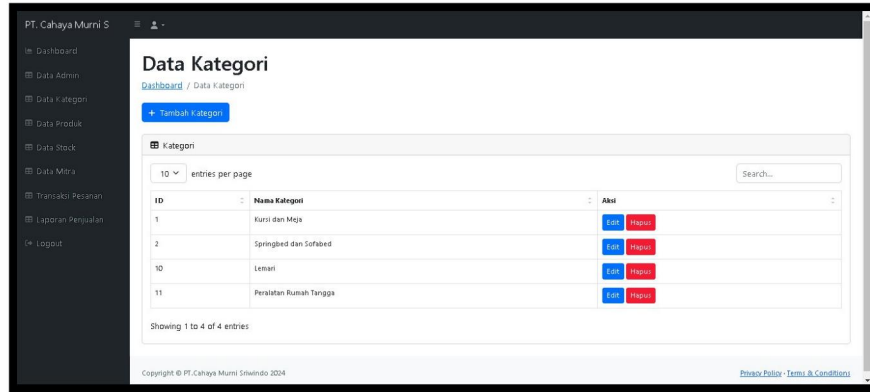 PT. Cahaya Murni S
Dashboard
Data Admin
Data Kategori
Data Produk
Data Stock
Data Mitra
Transaksi Pesanan
Laporan Penjualan
Logout
Data Kategori
Dashboard / Data Kategori
+ Tambah Kategori
Kategori
10 entries per page
Search...
ID Nama Kategori Aksi
1 Kursi dan Meja Edit Hapus
2 Springbed dan Sofabed Edit Hapus
10 Lemari Edit Hapus
11 Peralatan Rumah Tangga Edit Hapus
Showing 1 to 4 of 4 entries
Copyright © PT.Cahaya Murni Sriwindo 2024
Privacy Policy · Terms & Conditions